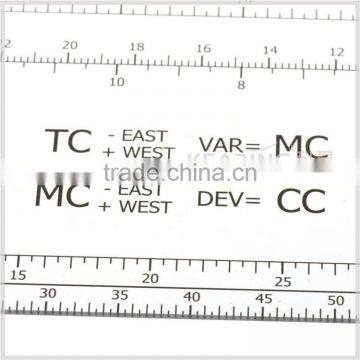 22 20 18 16 14 12
10 8
TC - EAST VAR= MC
+ WEST
MC - EAST DEV= CC
+ WEST
trade.china.cn
15 20 25
30 35 40 45 50